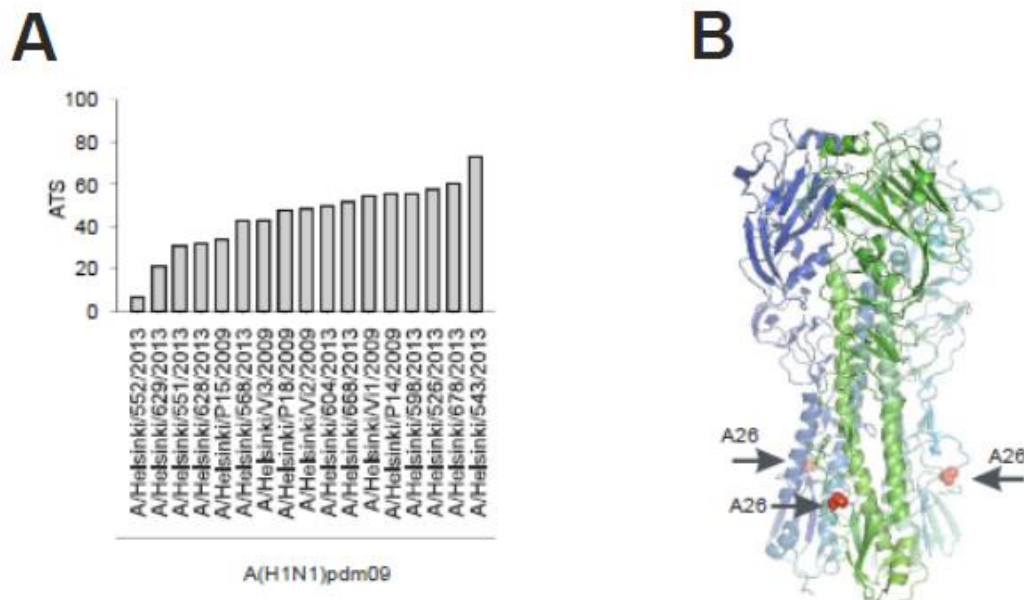 A
B
100
80
60
40
20
0
ATS
A/Helsinki/552/2013
A/Helsinki/629/2013
A/Helsinki/551/2013
A/Helsinki/628/2013
A/Helsinki/P15/2009
A/Helsinki/568/2013
A/Helsinki/Vi3/2009
A/Helsinki/P18/2009
A/Helsinki/Vi2/2009
A/Helsinki/604/2013
A/Helsinki/668/2013
A/Helsinki/Vi1/2009
A/Helsinki/P14/2009
A/Helsinki/598/2013
A/Helsinki/526/2013
A/Helsinki/678/2013
A/Helsinki/543/2013
A(H1N1)pdm09
A26
A26
A26